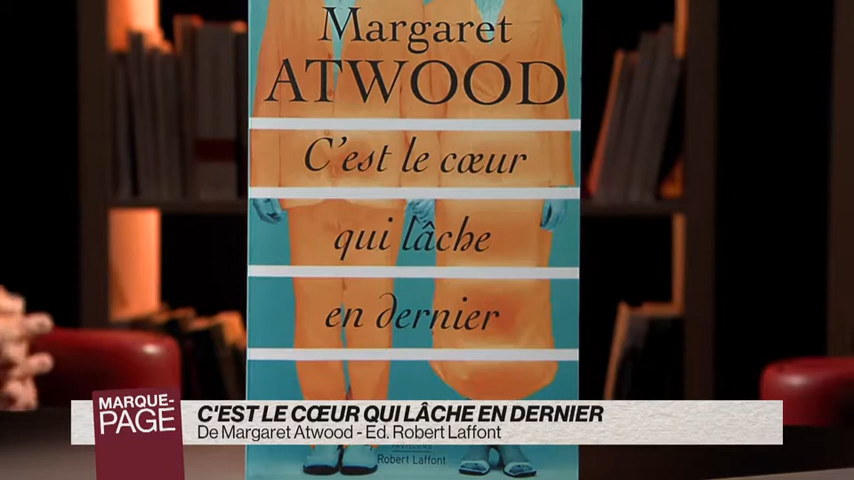 Margaret
ATWOOD
C'est le cœur
qui lâche
en dernier
MARQUE-
PAGE
C'EST LE CŒUR QUI LÂCHE EN DERNIER
De Margaret Atwood - Ed. Robert Laffont
Robert Laffont